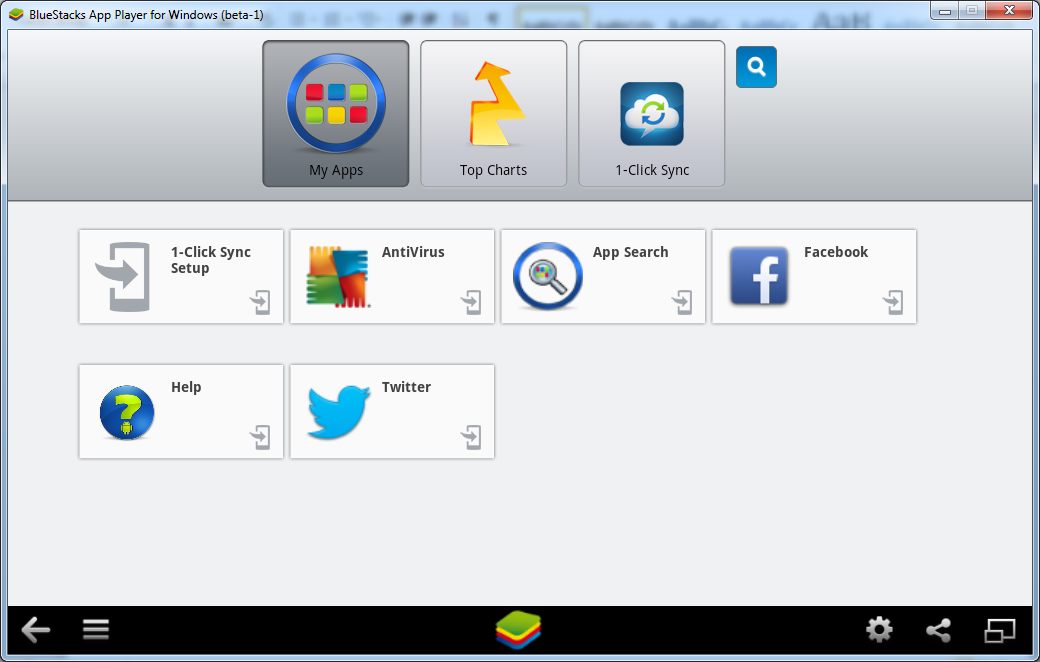 BlueStacks App Player for Windows (beta-1)
My Apps
Top Charts
1-Click Sync
1-Click Sync
Setup
AntiVirus
App Search
Facebook
Help
Twitter